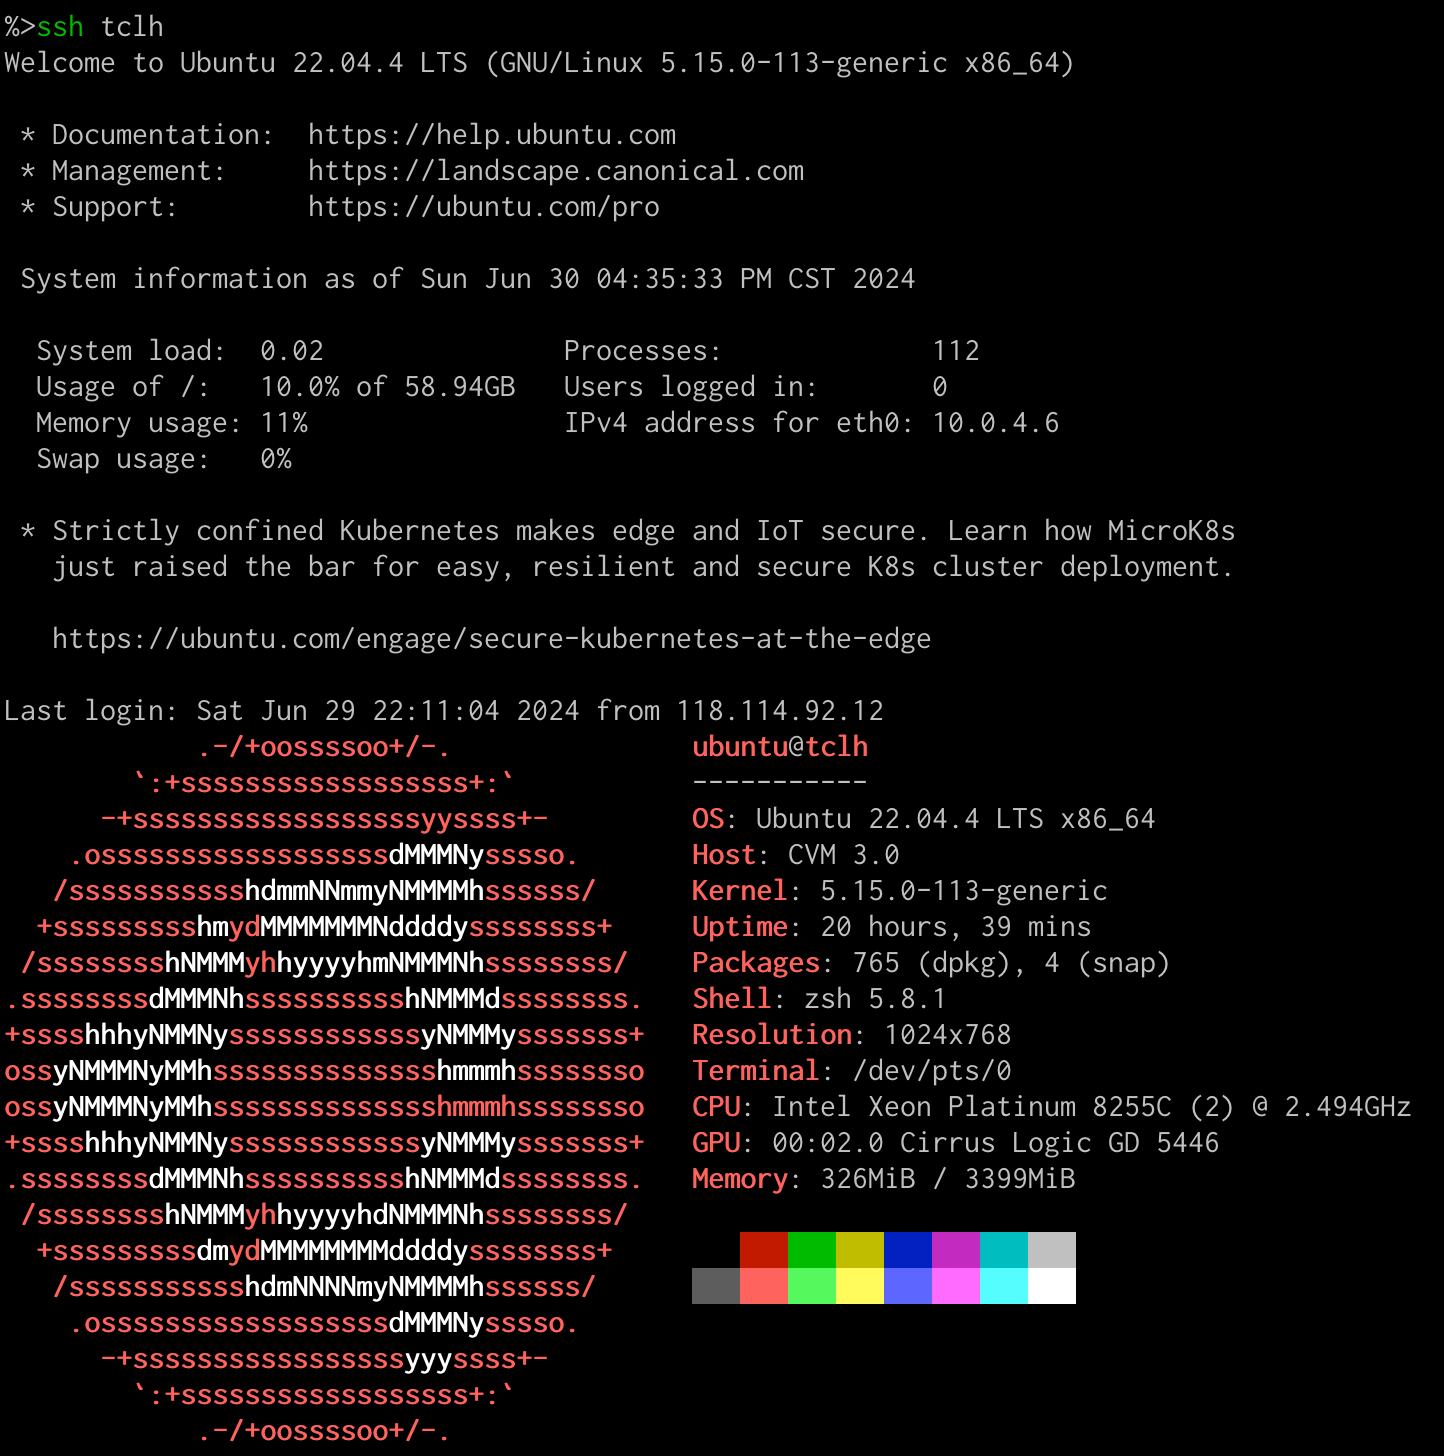 %>ssh tclh
Welcome to Ubuntu 22.04.4 LTS (GNU/Linux 5.15.0-113-generic x86_64)

 * Documentation:  https://help.ubuntu.com
 * Management:     https://landscape.canonical.com
 * Support:        https://ubuntu.com/pro

 System information as of Sun Jun 30 04:35:33 PM CST 2024

  System load:  0.02               Processes:             112
  Usage of /:   10.0% of 58.94GB   Users logged in:       0
  Memory usage: 11%                IPv4 address for eth0: 10.0.4.6
  Swap usage:   0%

 * Strictly confined Kubernetes makes edge and IoT secure. Learn how MicroK8s
   just raised the bar for easy, resilient and secure K8s cluster deployment.

   https://ubuntu.com/engage/secure-kubernetes-at-the-edge

Last login: Sat Jun 29 22:11:04 2024 from 118.114.92.12
            .-/+oossssoo+/-.               ubuntu@tclh
        `:+ssssssssssssssssss+:`           -----------
      -+ssssssssssssssssssyyssss+-         OS: Ubuntu 22.04.4 LTS x86_64
    .ossssssssssssssssssdMMMNysssso.       Host: CVM 3.0
   /ssssssssssshdmmNNmmyNMMMMhssssss/      Kernel: 5.15.0-113-generic
  +ssssssssshmydMMMMMMMNddddyssssssss+     Uptime: 20 hours, 39 mins
 /sssssssshNMMMyhhyyyyhmNMMMNhssssssss/    Packages: 765 (dpkg), 4 (snap)
.ssssssssdMMMNhsssssssssshNMMMdssssssss.   Shell: zsh 5.8.1
+sssshhhyNMMNyssssssssssssyNMMMysssssss+   Resolution: 1024x768
ossyNMMMNyMMhsssssssssssssshmmmhssssssso   Terminal: /dev/pts/0
ossyNMMMNyMMhsssssssssssssshmmmhssssssso   CPU: Intel Xeon Platinum 8255C (2) @ 2.494GHz
+sssshhhyNMMNyssssssssssssyNMMMysssssss+   GPU: 00:02.0 Cirrus Logic GD 5446
.ssssssssdMMMNhsssssssssshNMMMdssssssss.   Memory: 326MiB / 3399MiB
 /sssssssshNMMMyhhyyyyhdNMMMNhssssssss/
  +sssssssssdmydMMMMMMMMddddyssssssss+
   /ssssssssssshdmNNNNmyNMMMMhssssss/
    .ossssssssssssssssssdMMMNysssso.
      -+sssssssssssssssssyyyssss+-
        `:+ssssssssssssssssss+:`
            .-/+oossssoo+/-.